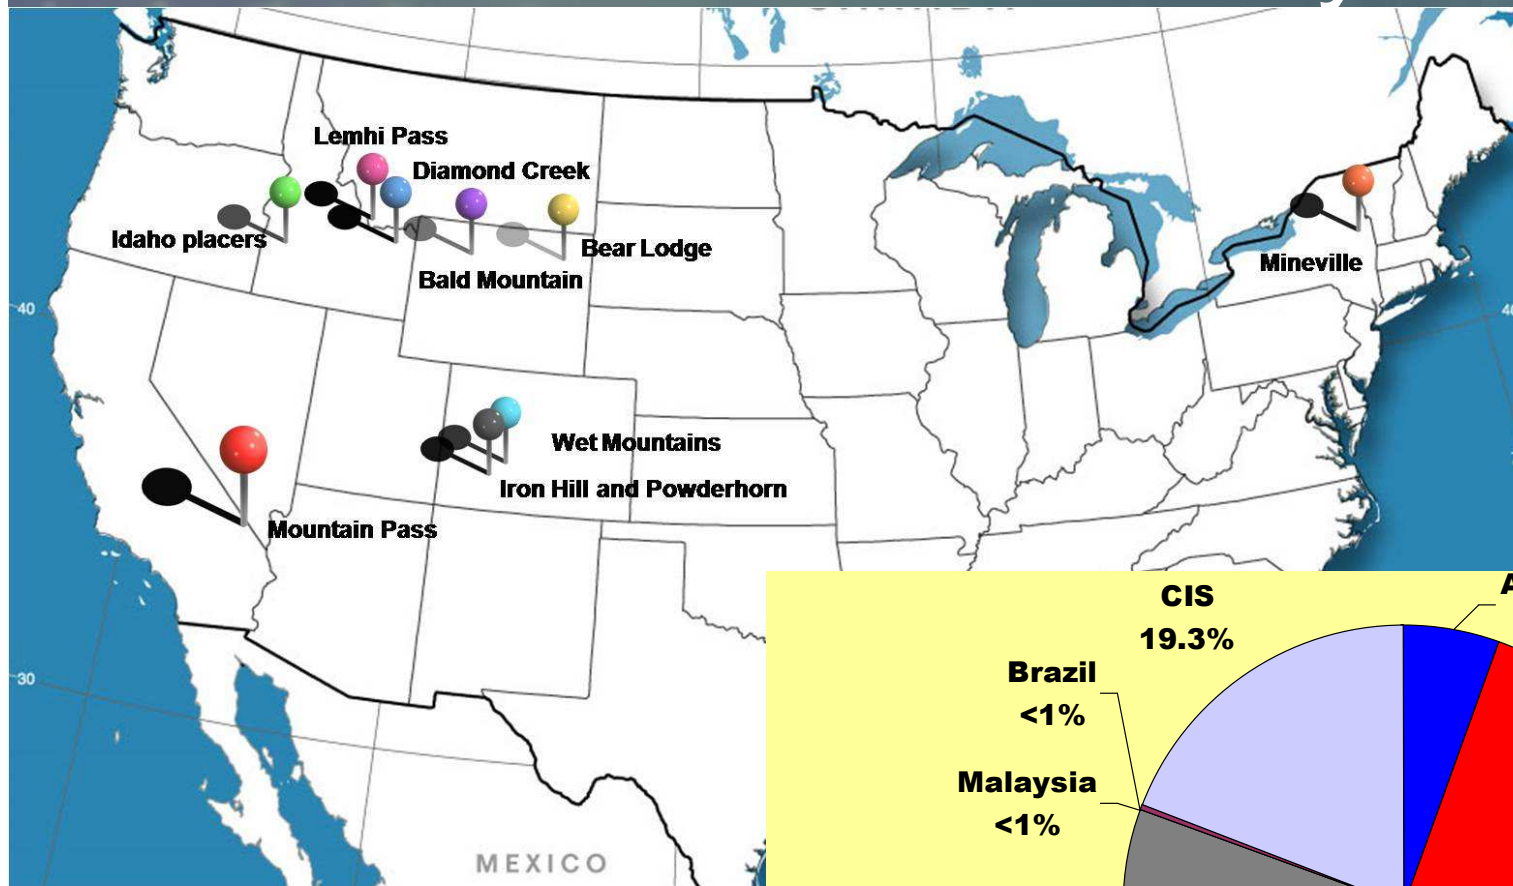 Lemhi Pass
Diamond Creek
Idaho placers
Bear Lodge
Bald Mountain
Mineville
40
40
Wet Mountains
Iron Hill and Powderhorn
Mountain Pass
CIS
19.3%
Brazil
<1%
30
Malaysia
<1%
MEXICO